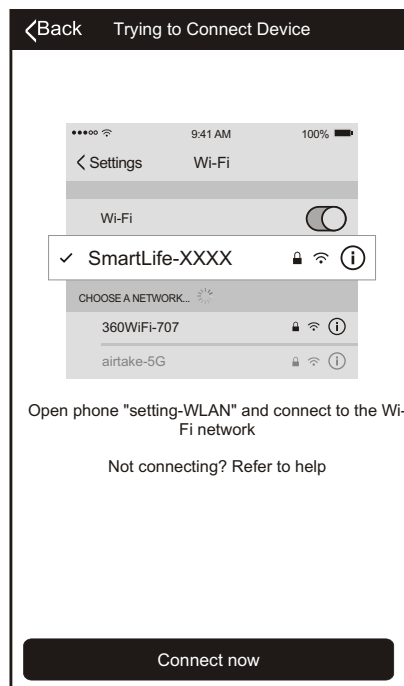 Back Trying to Connect Device
9:41 AM 100%
Settings Wi-Fi
Wi-Fi
SmartLife-XXXX
CHOOSE A NETWORK...
360WiFi-707
airtake-5G
Open phone "setting-WLAN" and connect to the Wi-
Fi network
Not connecting? Refer to help
Connect now